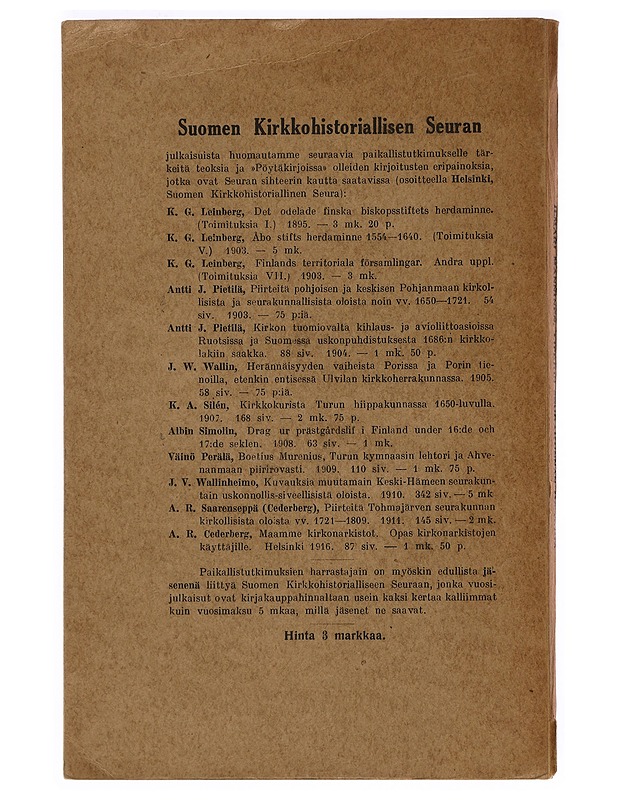 Suomen Kirkkohistoriallisen Seuran
julkaisuista huomautamme seuraavia paikallistutkimukselle tär-
keitä teoksia ja »Pöytäkirjoissa» olleiden kirjoitusten eripainoksia,
jotka ovat Seuran sihteerin kautta saatavissa (osoitteella Helsinki,
Suomen Kirkkohistoriallinen Seura):
K. G. Leinberg, Det odelade finska biskopsstiftets herdaminne.
(Toimituksia I.) 1895. — 3 mk. 20 p.
K. G. Leinberg, Åbo stifts herdaminne 1554—1640. (Toimituksia
V.) 1903. — 5 mk.
K. G. Leinberg, Finlands territoriala församlingar. Andra uppl.
(Toimituksia VII.) 1903. — 3 mk.
Antti J. Pietilä, Piirteitä pohjoisen ja keskisen Pohjanmaan kirkol-
lisista ja seurakunnallisista oloista noin vv. 1650—1721. 54
siv. 1903. — 75 p:iä.
Antti J. Pietilä, Kirkon tuomiovalta kihlaus- ja avioliittoasioissa
Ruotsissa ja Suomessa uskonpuhdistuksesta 1686:n kirkko-
lakiin saakka. 88 siv. 1904. — 1 mk. 50 p.
J. W. Wallin, Herännäisyyden vaiheista Porissa ja Porin tie-
noilla, etenkin entisessä Ulvilan kirkkoherrakunnassa. 1905.
58 siv. — 75 p:iä.
K. A. Silén, Kirkkokurista Turun hiippakunnassa 1650-luvulla.
1907. 168 siv. — 2 mk. 75 p.
Albin Simolin, Drag ur prästgårdslif i Finland under 16:de och
17:de seklen. 1908. 63 siv. — 1 mk.
Väinö Perälä, Boetius Murenius, Turun kymnaasin lehtori ja Ahve-
nanmaan piirirovasti. 1909. 110 siv. — 1 mk. 75 p.
J. V. Wallinheimo, Kuvauksia muutamain Keski-Hämeen seurakun-
tain uskonnollis-siveellisistä oloista. 1910. 342 siv. — 5 mk
A. R. Saarenseppä (Cederberg), Piirteitä Tohmajärven seurakunnan
kirkollisista oloista vv. 1721—1809. 1911. 145 siv. — 2 mk.
A. R. Cederberg, Maamme kirkonarkistot. Opas kirkonarkistojen
käyttäjille. Helsinki 1916. 87 siv. — 1 mk. 50 p.
Paikallistutkimuksien harrastajain on myöskin edullista jä-
senenä liittyä Suomen Kirkkohistorialliseen Seuraan, jonka vuosi-
julkaisut ovat kirjakauppahinnaltaan usein kaksi kertaa kalliimmat
kuin vuosimaksu 5 mkaa, millä jäsenet ne saavat.
Hinta 3 markkaa.